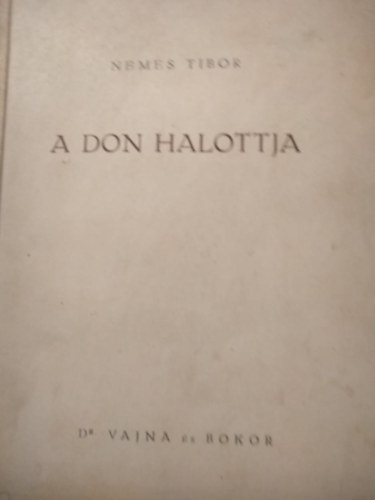 NEMES TIBOR
A DON HALOTTJA
Dr VAJNA és BOKOR